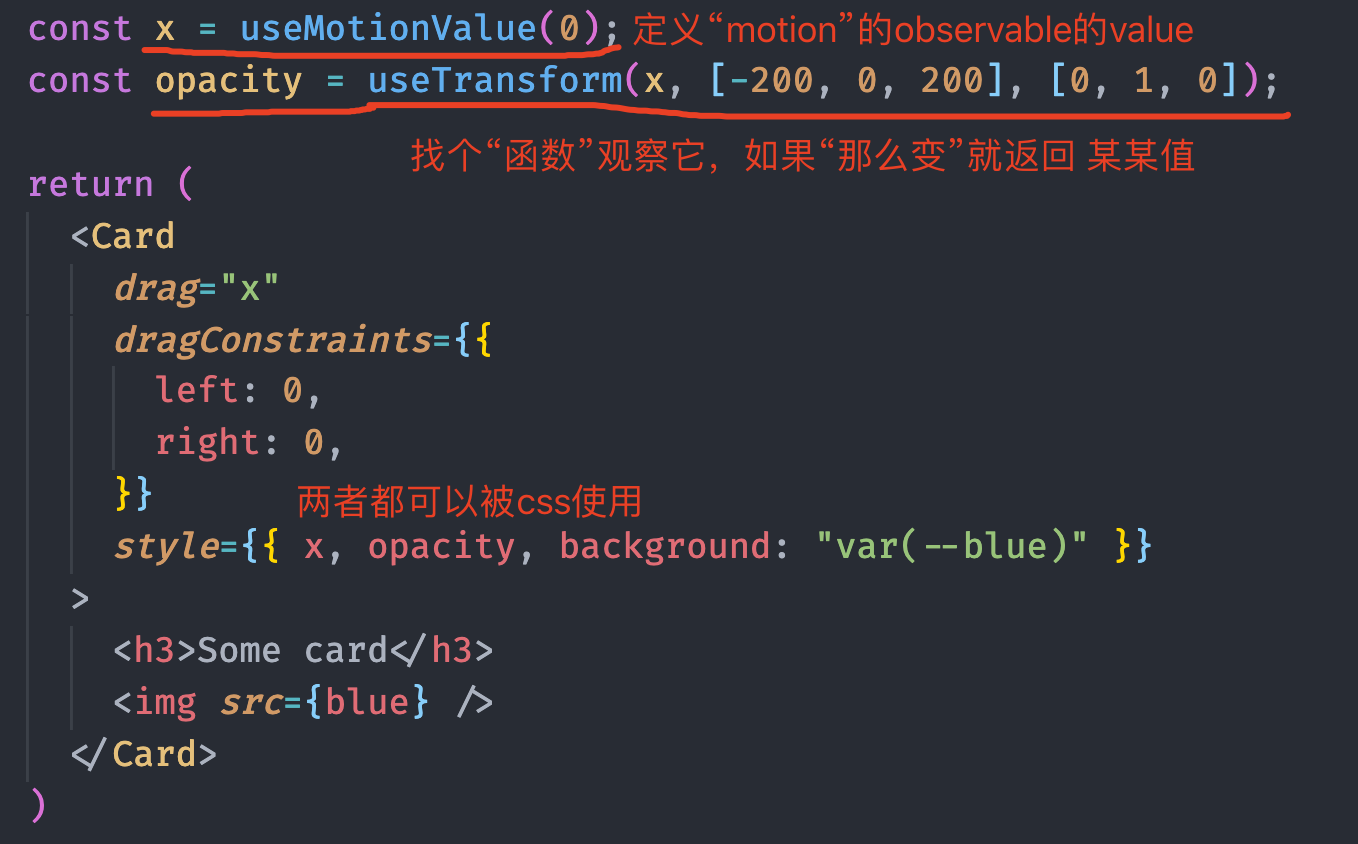 const x = useMotionValue(0); 定义“motion”的observable的value
const opacity = useTransform(x, [-200, 0, 200], [0, 1, 0]);
找个“函数”观察它，如果“那么变”就返回 某某值
return (
<Card
drag="x"
dragConstraints={{
left: 0,
right: 0,
}}
两者都可以被css使用
style={{ x, opacity, background: "var(--blue)" }}
>
<h3>Some card</h3>
<img src={blue} />
</Card>
)